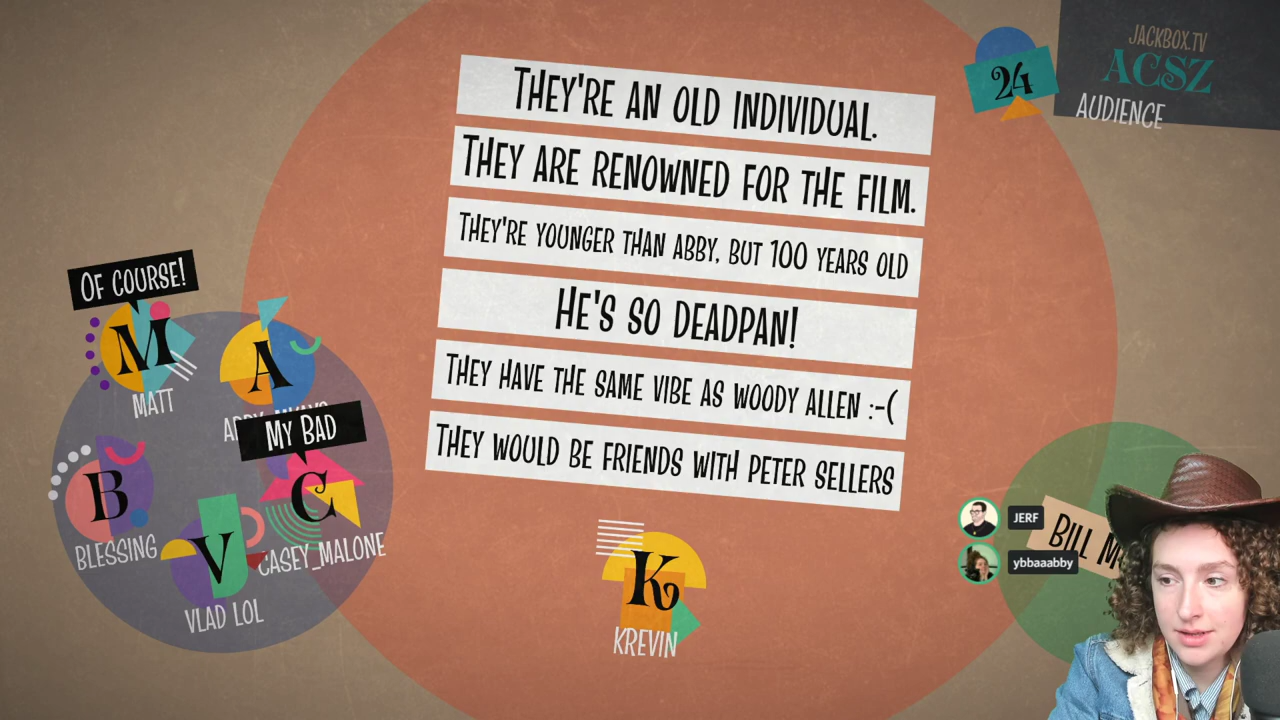 JACKBOX.TV
24
ACSZ
AUDIENCE
THEY'RE AN OLD INDIVIDUAL.
THEY ARE RENOWNED FOR THE FILM.
THEY'RE YOUNGER THAN ABBY, BUT 100 YEARS OLD
HE'S SO DEADPAN!
THEY HAVE THE SAME VIBE AS WOODY ALLEN :-(
THEY WOULD BE FRIENDS WITH PETER SELLERS
OF COURSE!
M
MATT
A
MY BAD
B
BLESSING
C
CASEY_MALONE
V
VLAD LOL
K
KREVIN
JERF
ybbaaabby
BILL